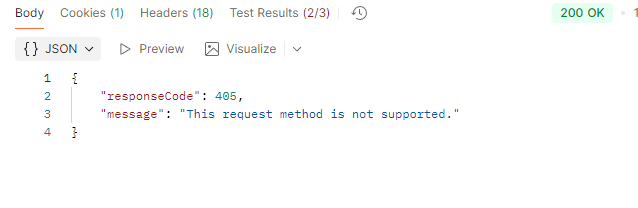 Body Cookies (1) Headers (18) Test Results (2/3) 200 OK • 1
{} JSON Preview Visualize
1 {
2 "responseCode": 405,
3 "message": "This request method is not supported."
4 }